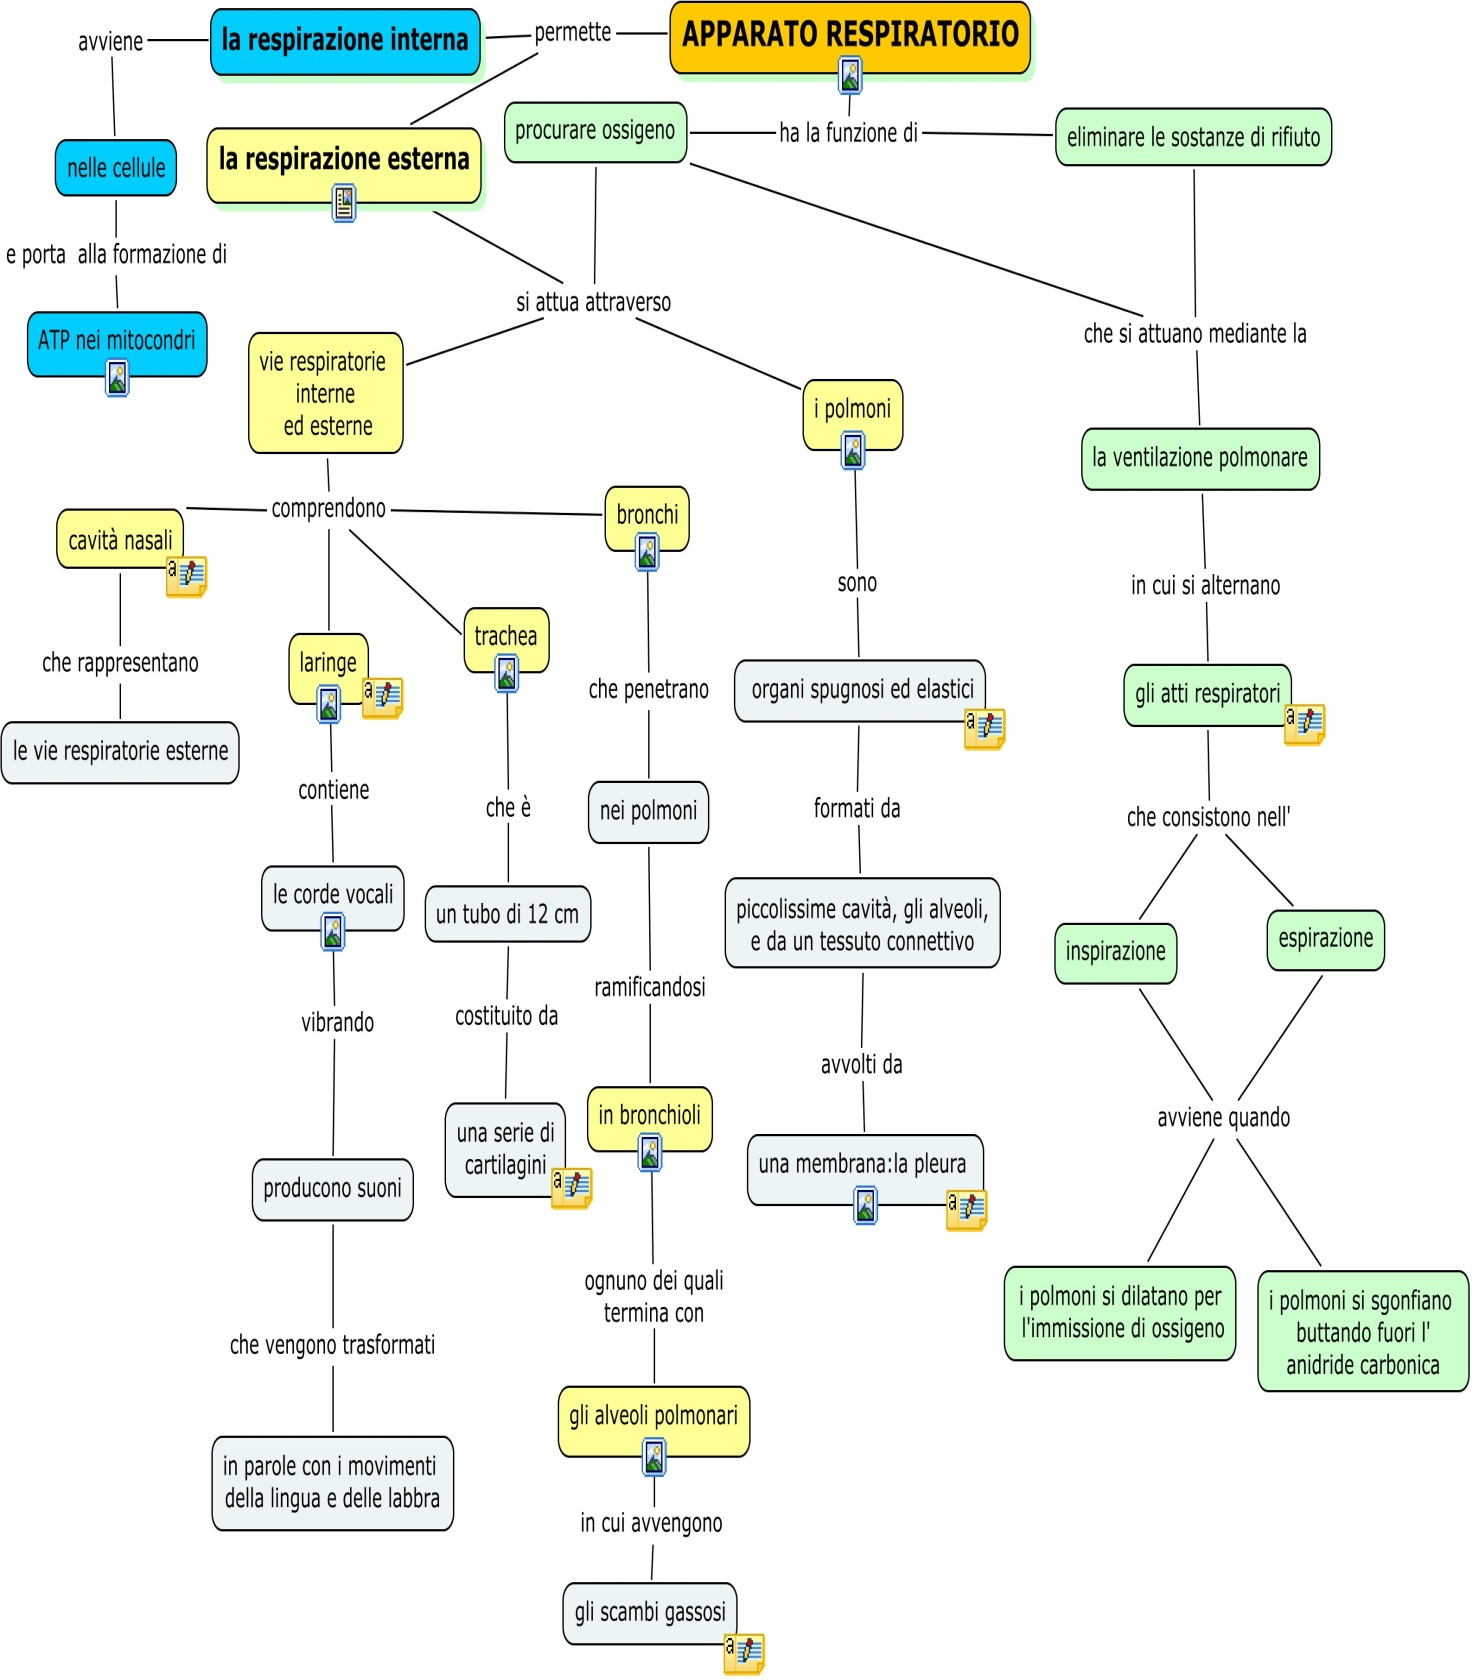 avviene
la respirazione interna
permette
APPARATO RESPIRATORIO
procurare ossigeno
ha la funzione di
eliminare le sostanze di rifiuto
la respirazione esterna
nelle cellule
e porta  alla formazione di
ATP nei mitocondri
si attua attraverso
che si attuano mediante la
vie respiratorie
interne
ed esterne
i polmoni
la ventilazione polmonare
comprendono
cavità nasali
bronchi
sono
in cui si alternano
laringe
trachea
che rappresentano
che penetrano
organi spugnosi ed elastici
gli atti respiratori
le vie respiratorie esterne
contiene
che è
nei polmoni
formati da
che consistono nell'
le corde vocali
un tubo di 12 cm
piccolissime cavità, gli alveoli,
e da un tessuto connettivo
inspirazione
espirazione
vibrando
costituito da
ramificandosi
avvolti da
avviene quando
una serie di
cartilagini
in bronchioli
una membrana:la pleura
producono suoni
ognuno dei quali
termina con
i polmoni si dilatano per
l'immissione di ossigeno
i polmoni si sgonfiano
buttando fuori l'
anidride carbonica
che vengono trasformati
gli alveoli polmonari
in parole con i movimenti
della lingua e delle labbra
in cui avvengono
gli scambi gassosi
a
a
a
a
a
a
a